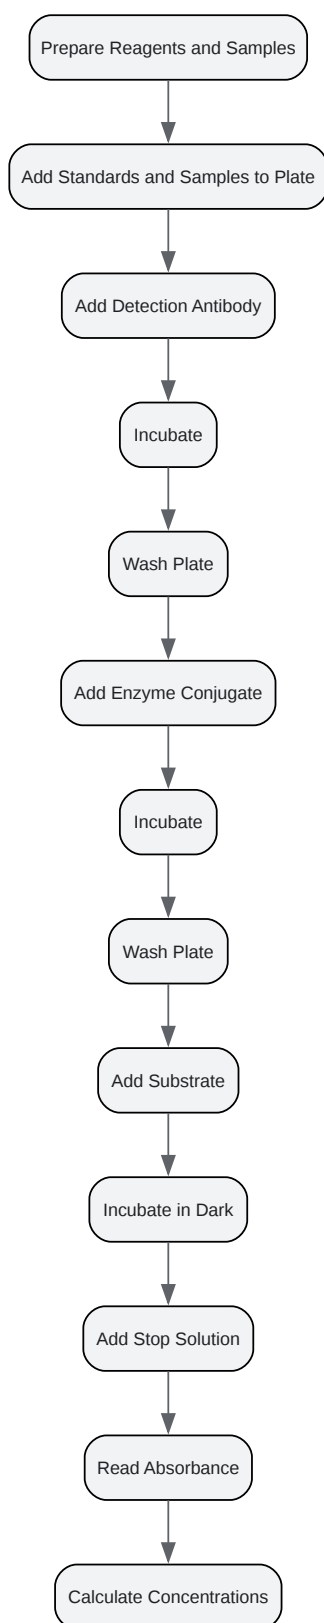 Prepare Reagents and Samples
Add Standards and Samples to Plate
Add Detection Antibody
Incubate
Wash Plate
Add Enzyme Conjugate
Incubate
Wash Plate
Add Substrate
Incubate in Dark
Add Stop Solution
Read Absorbance
Calculate Concentrations